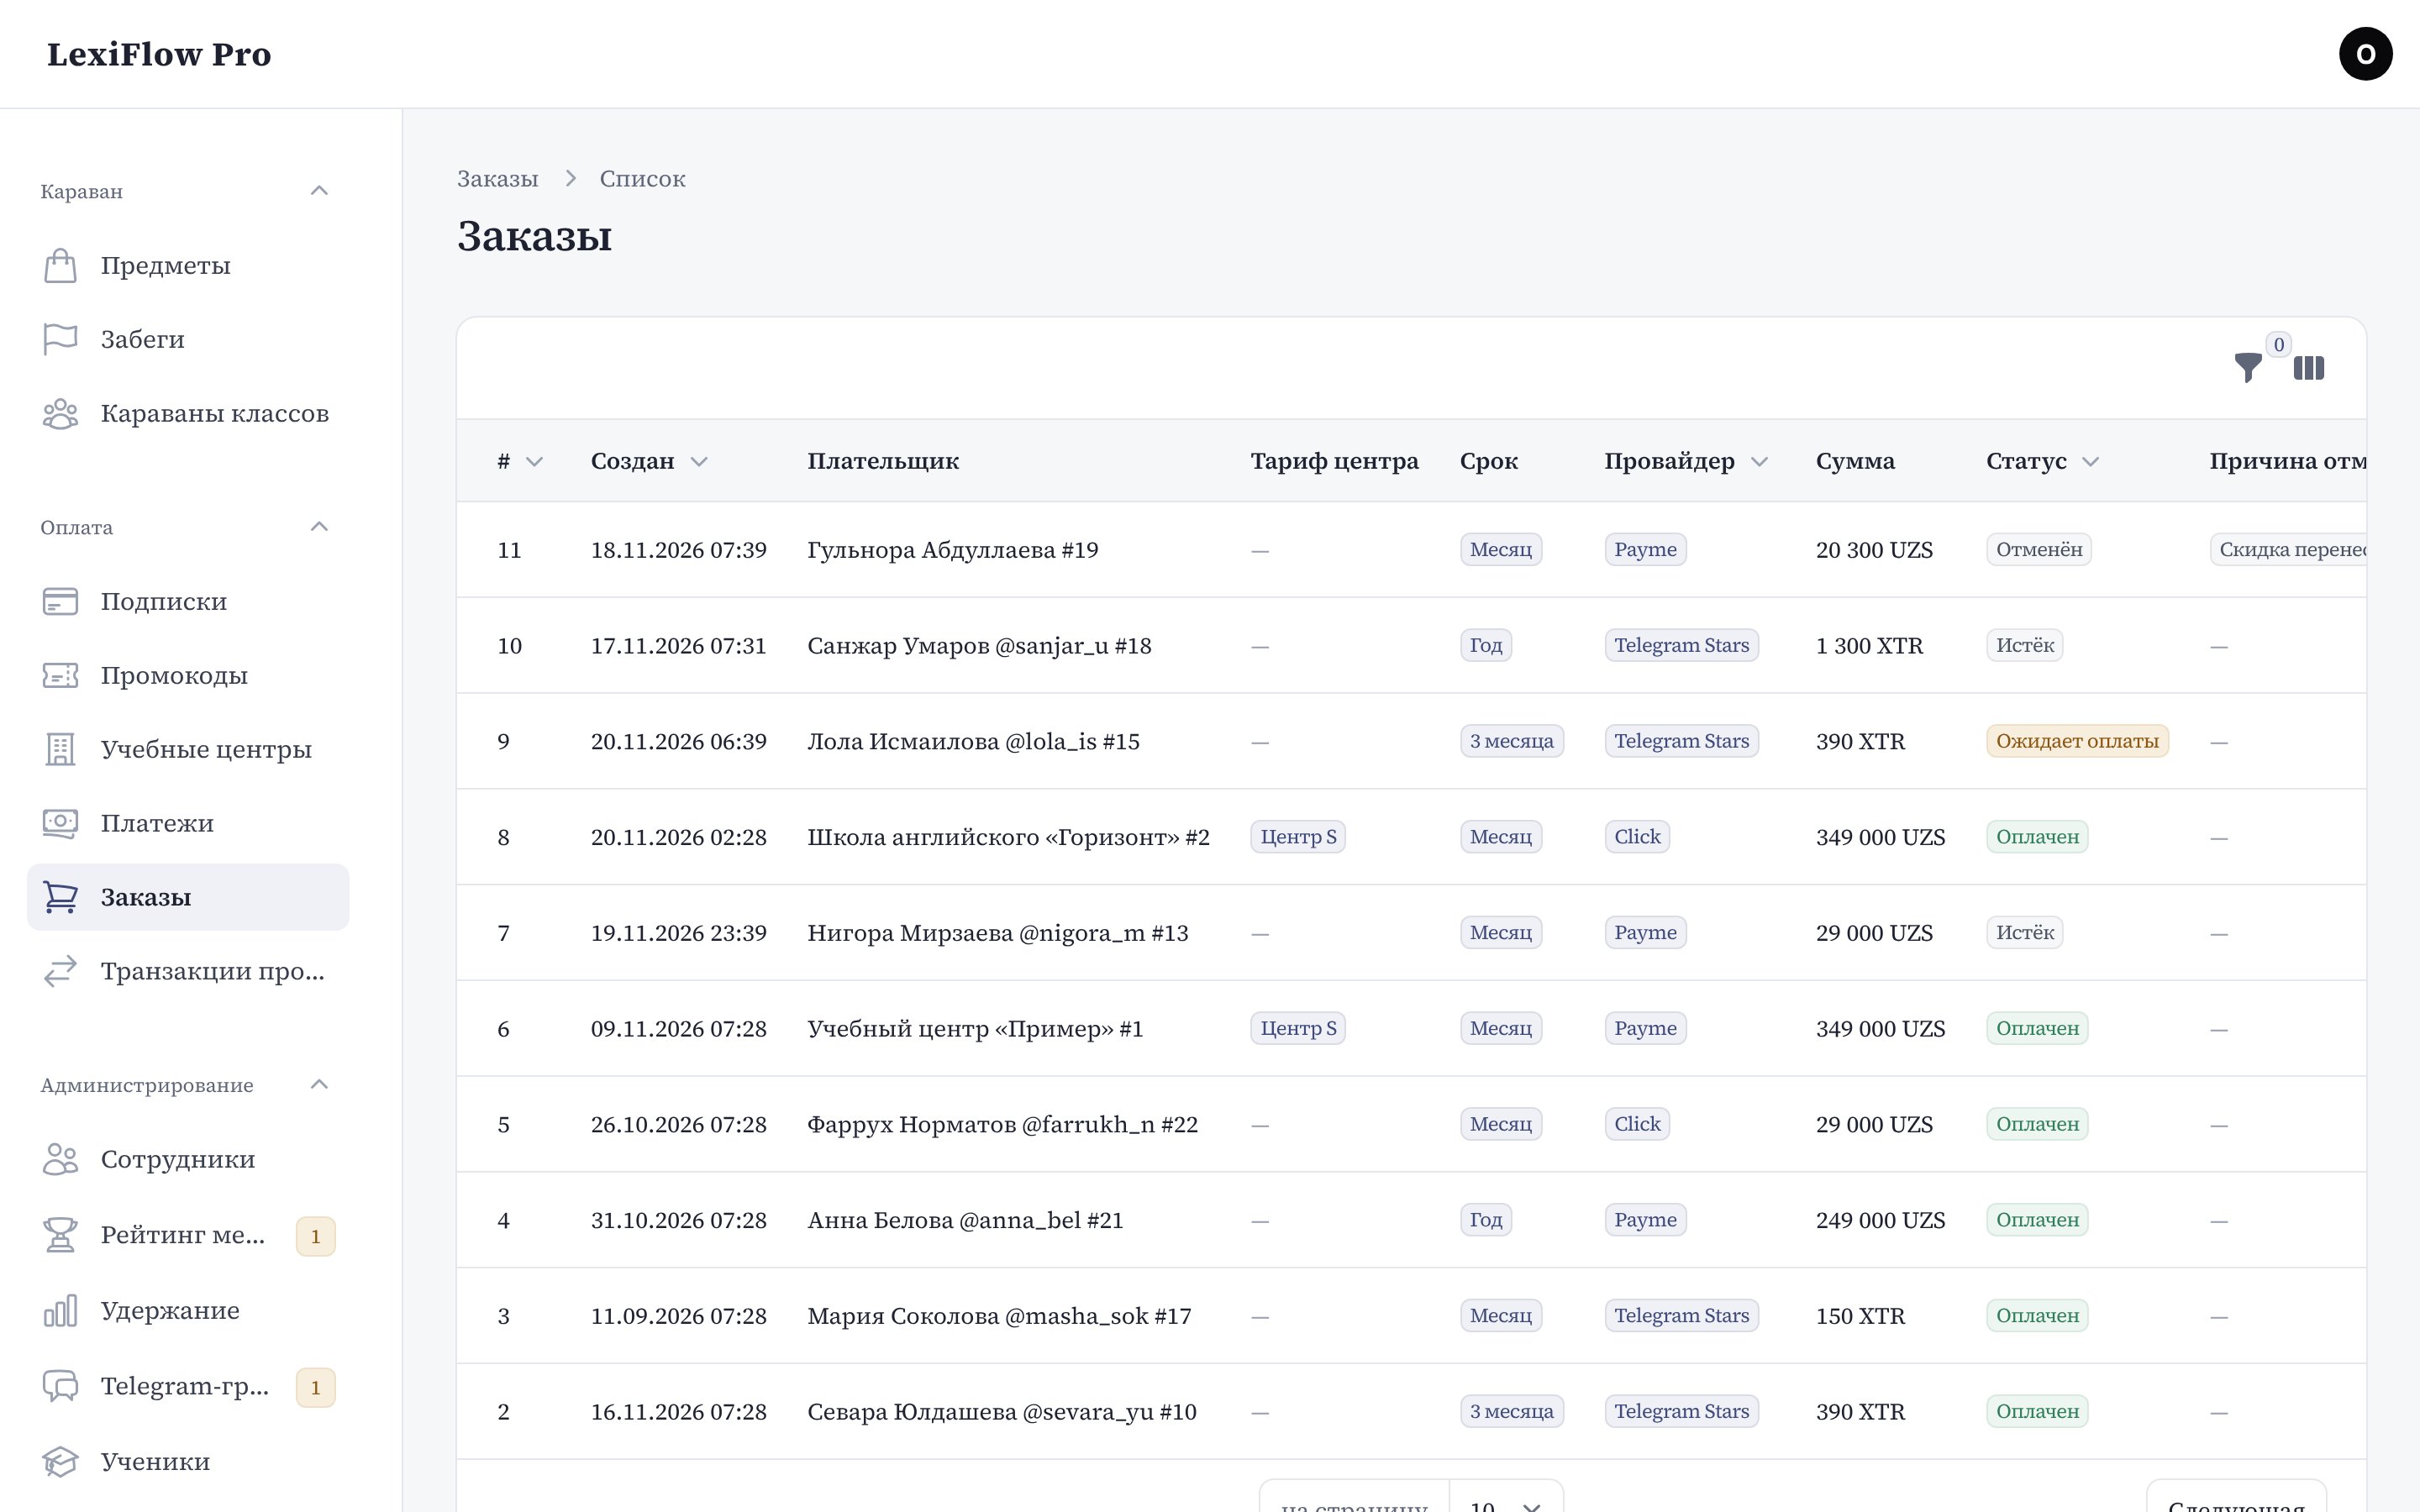 LexiFlow Pro
O
Караван
Предметы
Забеги
Караваны классов
Оплата
Подписки
Промокоды
Учебные центры
Платежи
Заказы
Транзакции про...
Администрирование
Сотрудники
Рейтинг ме... 1
Удержание
Telegram-гр... 1
Ученики
Заказы > Список
Заказы
0
# Создан Плательщик Тариф центра Срок Провайдер Сумма Статус Причина отм
11 18.11.2026 07:39 Гульнора Абдуллаева #19 — Месяц Payme 20 300 UZS Отменён Скидка перенес
10 17.11.2026 07:31 Санжар Умаров @sanjar_u #18 — Год Telegram Stars 1 300 XTR Истёк —
9 20.11.2026 06:39 Лола Исмаилова @lola_is #15 — 3 месяца Telegram Stars 390 XTR Ожидает оплаты —
8 20.11.2026 02:28 Школа английского «Горизонт» #2 Центр S Месяц Click 349 000 UZS Оплачен —
7 19.11.2026 23:39 Нигора Мирзаева @nigora_m #13 — Месяц Payme 29 000 UZS Истёк —
6 09.11.2026 07:28 Учебный центр «Пример» #1 Центр S Месяц Payme 349 000 UZS Оплачен —
5 26.10.2026 07:28 Фаррух Норматов @farrukh_n #22 — Месяц Click 29 000 UZS Оплачен —
4 31.10.2026 07:28 Анна Белова @anna_bel #21 — Год Payme 249 000 UZS Оплачен —
3 11.09.2026 07:28 Мария Соколова @masha_sok #17 — Месяц Telegram Stars 150 XTR Оплачен —
2 16.11.2026 07:28 Севара Юлдашева @sevara_yu #10 — 3 месяца Telegram Stars 390 XTR Оплачен —
на страницу 10 Следующая